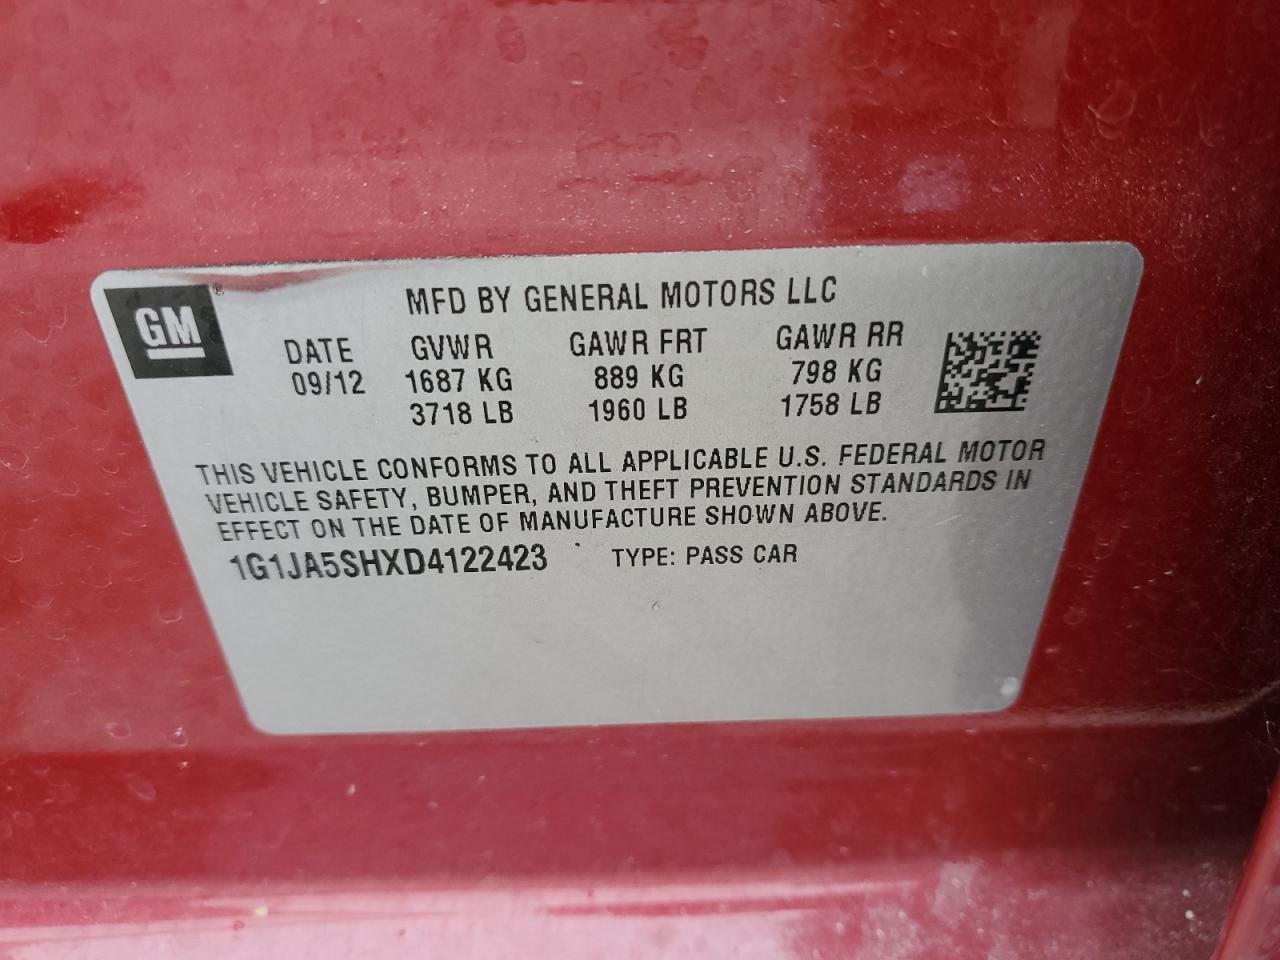 GM ®
MFD BY GENERAL MOTORS LLC
DATE GVWR GAWR FRT GAWR RR
09/12 1687 KG 889 KG 798 KG
3718 LB 1960 LB 1758 LB
THIS VEHICLE CONFORMS TO ALL APPLICABLE U.S. FEDERAL MOTOR
VEHICLE SAFETY, BUMPER, AND THEFT PREVENTION STANDARDS IN
EFFECT ON THE DATE OF MANUFACTURE SHOWN ABOVE.
1G1JA5SHXD4122423 TYPE: PASS CAR